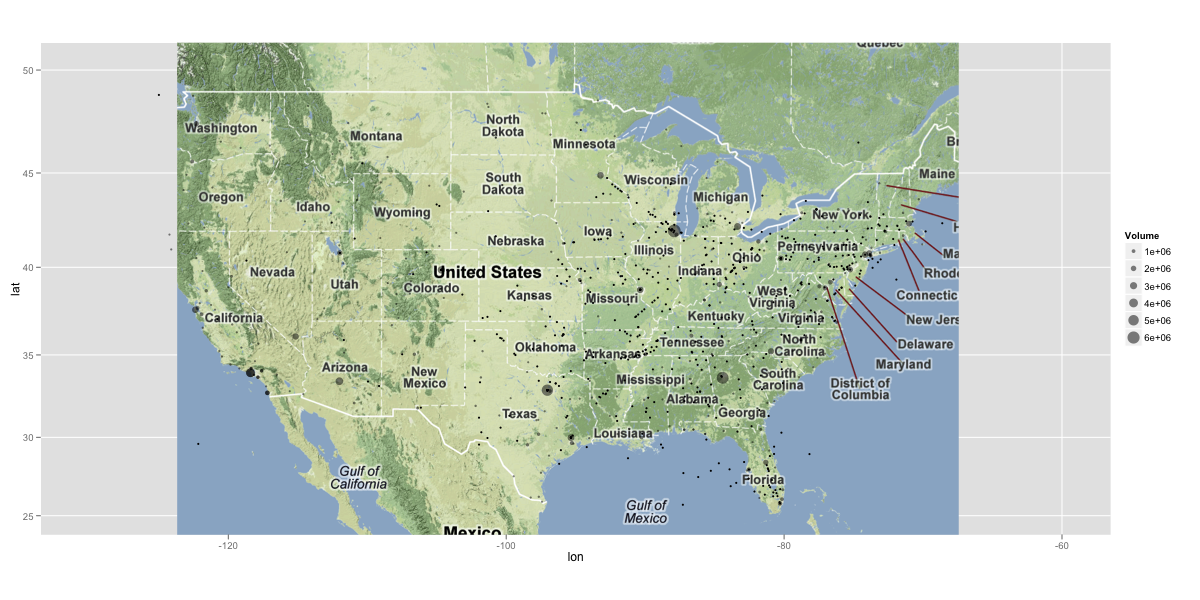 Quebec
50
Washington
Montana
North
Dakota
Minnesota
Br
45
South
Dakota
Wisconsin
Maine
Oregon
Idaho
Wyoming
Michigan
New York
H
Iowa
Nebraska
Illinois
Pennsylvania
Ma
40
Nevada
United States
Indiana
Ohio
Rhode
Utah
Colorado
Kansas
Missouri
West
Virginia
Connectic
California
Kentucky
Virginia
New Jers
35
Oklahoma
Arkansas
Tennessee
North
Carolina
Delaware
Arizona
New
Mexico
Mississippi
South
Carolina
Maryland
District of
Columbia
Texas
Alabama
Georgia
30
Louisiana
Gulf of
California
Florida
Gulf of
Mexico
25
Mexico
-120
-100
-80
-60
lon
lat
Volume
1e+06
2e+06
3e+06
4e+06
5e+06
6e+06